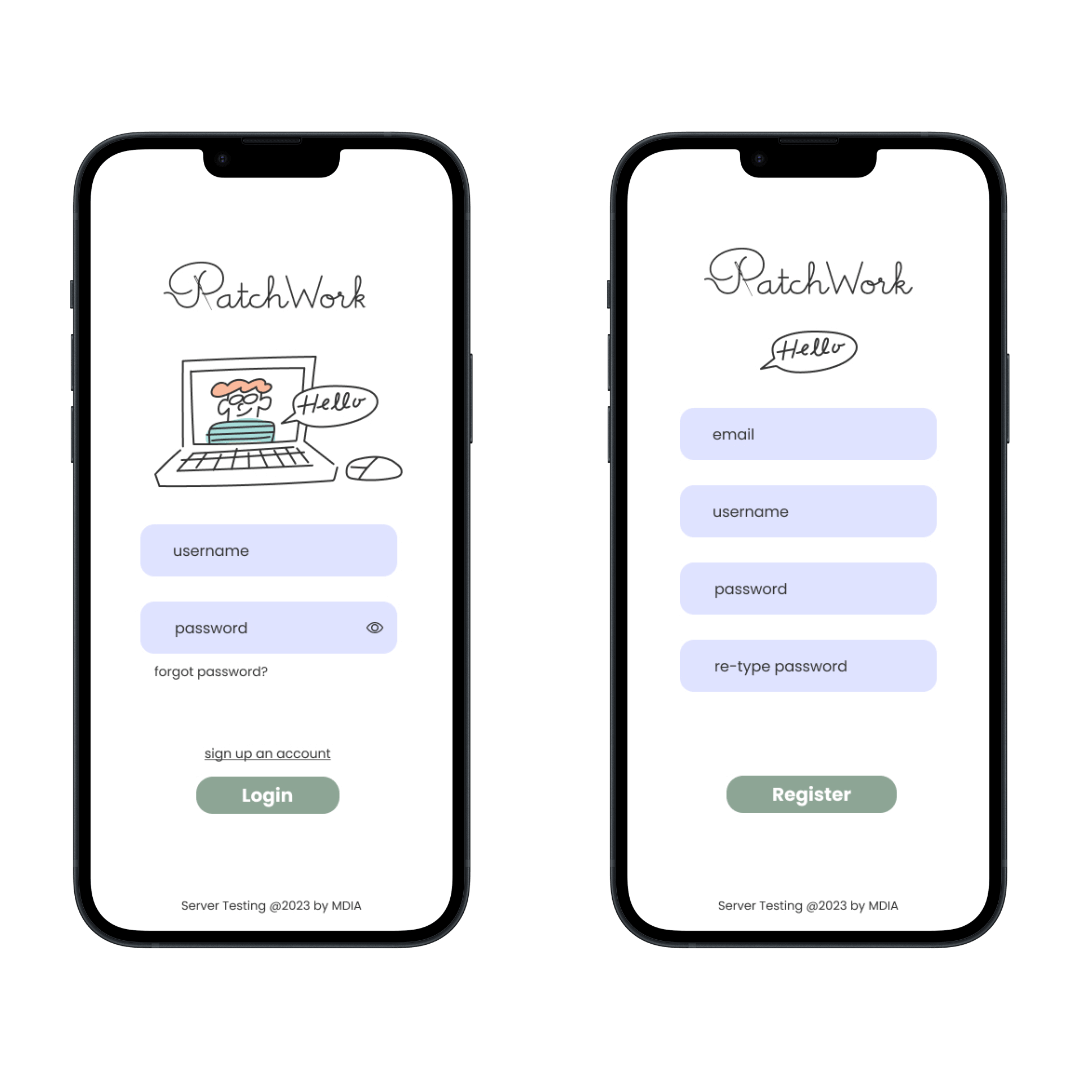 PatchWork
Hello
username
password
forgot password?
sign up an account
Login
Server Testing @2023 by MDIA
PatchWork
Hello
email
username
password
re-type password
Register
Server Testing @2023 by MDIA